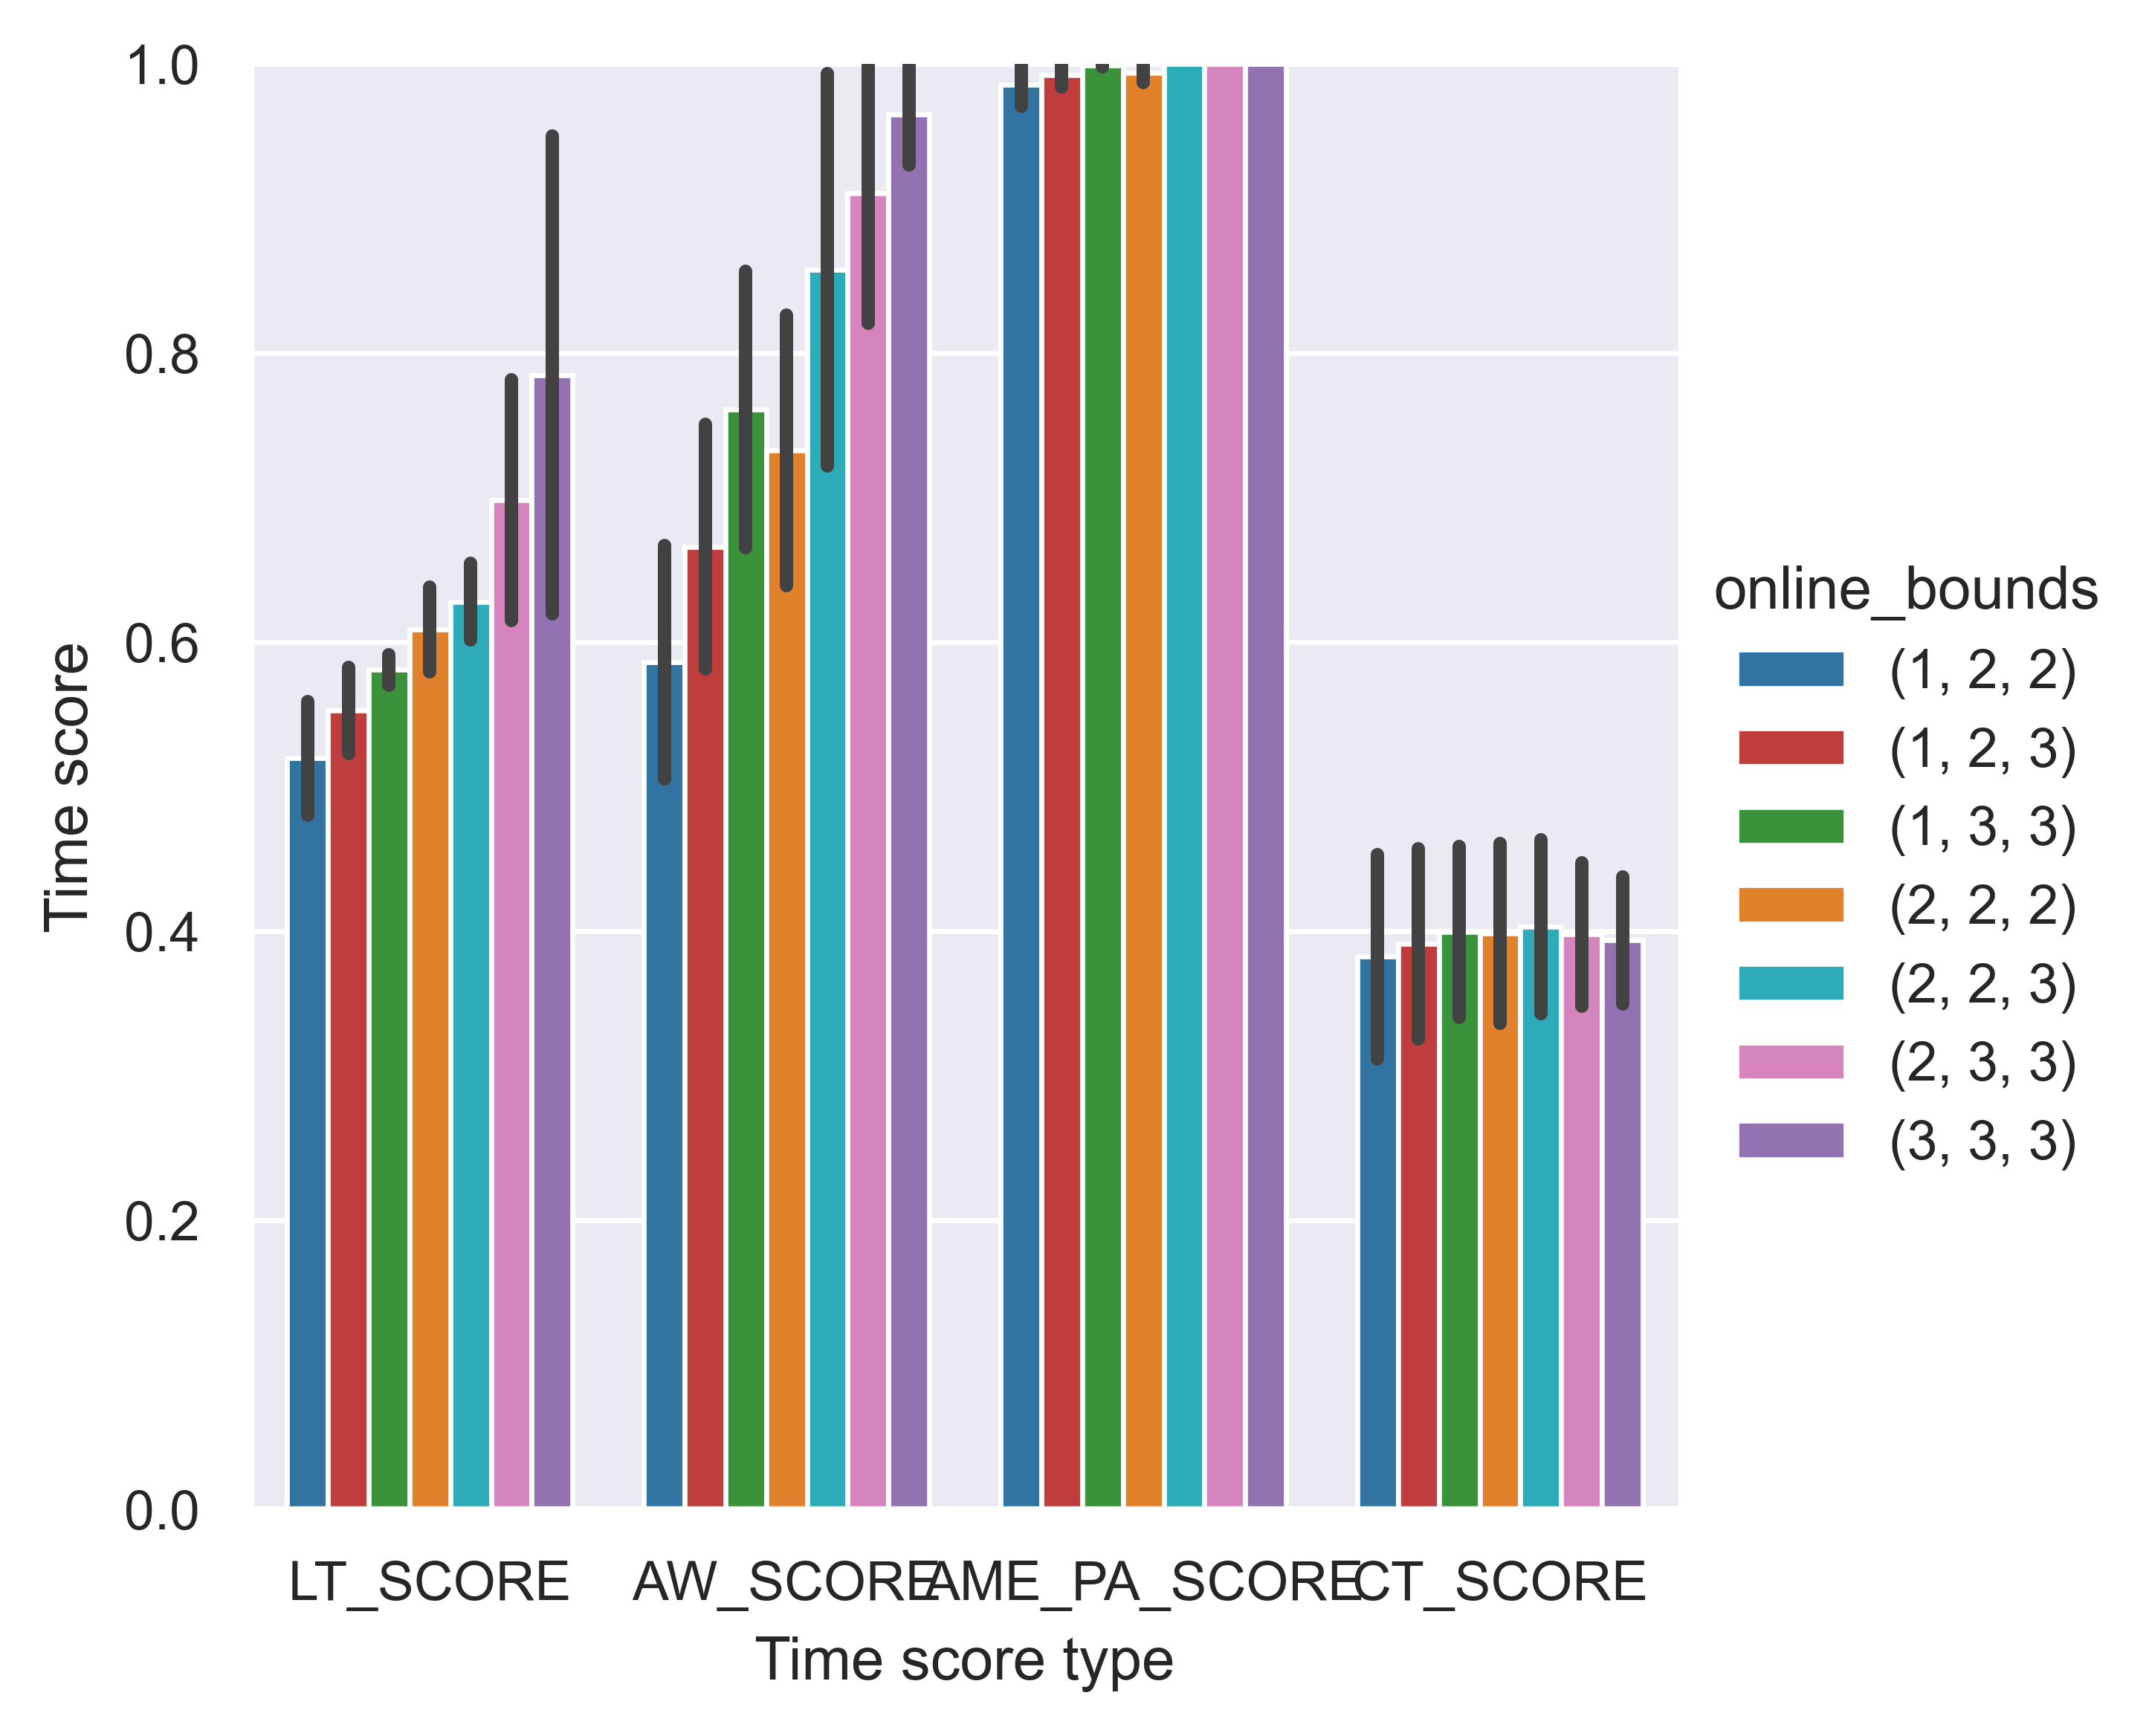 1.0
0.8
0.6
0.4
0.2
0.0
Time score
LT_SCORE AW_SCORE AME_PA_SCORE CT_SCORE
Time score type
online_bounds
(1, 2, 2)
(1, 2, 3)
(1, 3, 3)
(2, 2, 2)
(2, 2, 3)
(2, 3, 3)
(3, 3, 3)